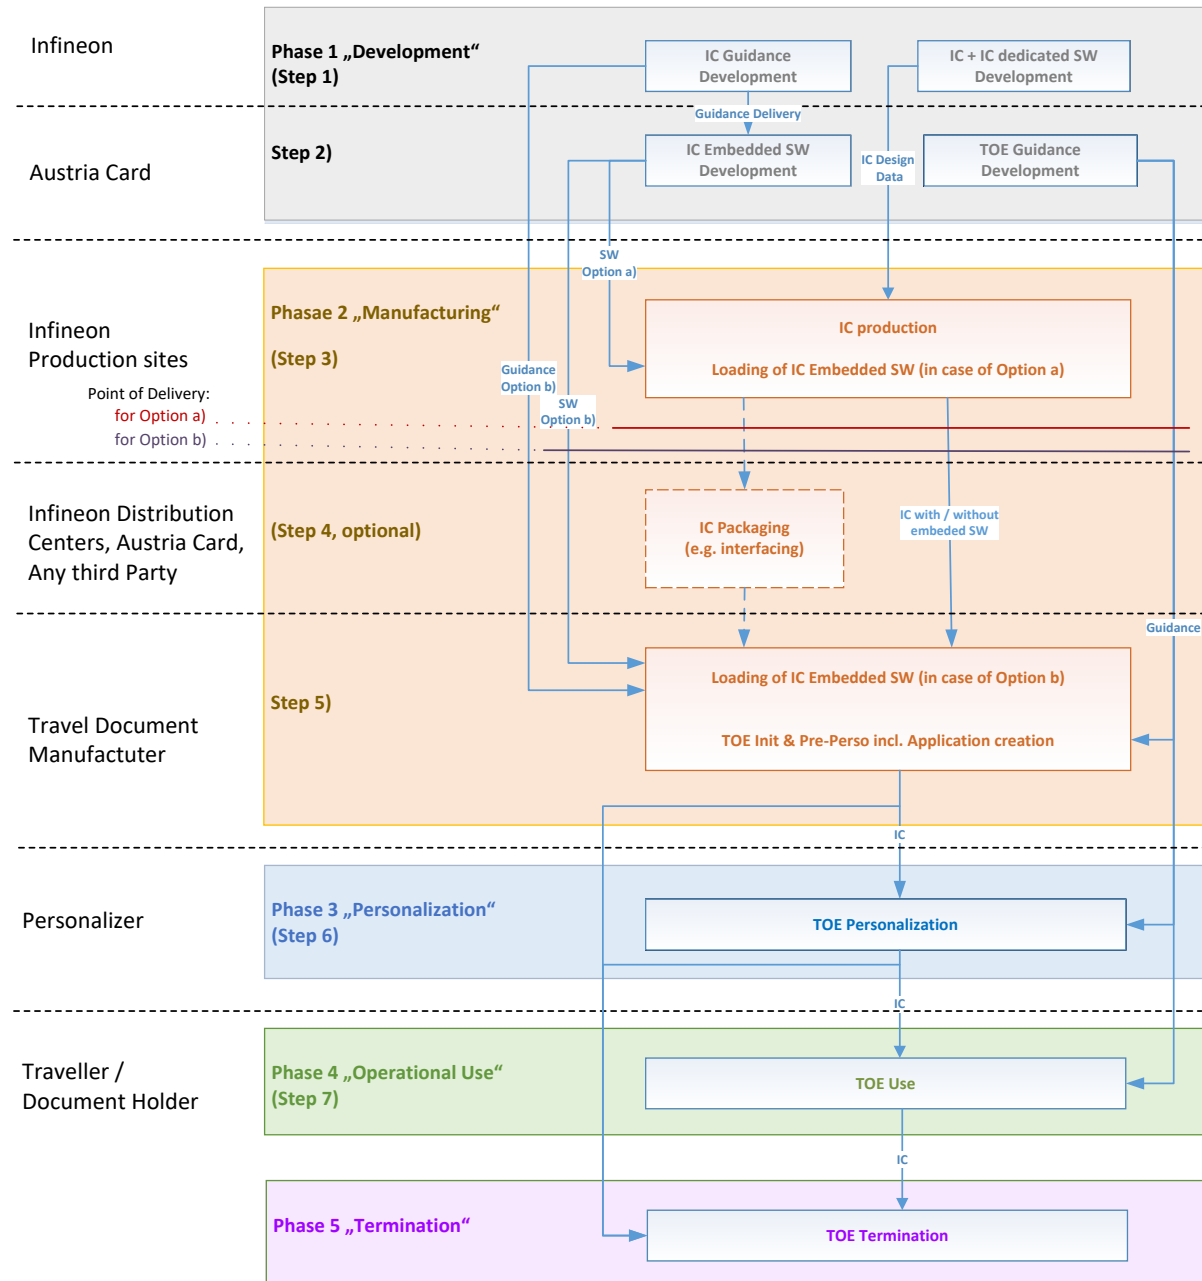 Infineon
Phase 1 „Development“
(Step 1)
IC Guidance
Development
IC + IC dedicated SW
Development
Guidance Delivery
Austria Card
Step 2)
IC Embedded SW
Development
IC Design
Data
TOE Guidance
Development
SW
Option a)
Infineon
Production sites
Phasae 2 „Manufacturing“
(Step 3)
IC production
Loading of IC Embedded SW (in case of Option a)
Guidance
Option b)
SW
Option b)
Point of Delivery:
for Option a)
for Option b)
Infineon Distribution
Centers, Austria Card,
Any third Party
(Step 4, optional)
IC Packaging
(e.g. interfacing)
IC with / without
embeded SW
Guidance
Travel Document
Manufactuter
Step 5)
Loading of IC Embedded SW (in case of Option b)
TOE Init & Pre-Perso incl. Application creation
IC
Personalizer
Phase 3 „Personalization“
(Step 6)
TOE Personalization
IC
Traveller /
Document Holder
Phase 4 „Operational Use“
(Step 7)
TOE Use
IC
Phase 5 „Termination“
TOE Termination